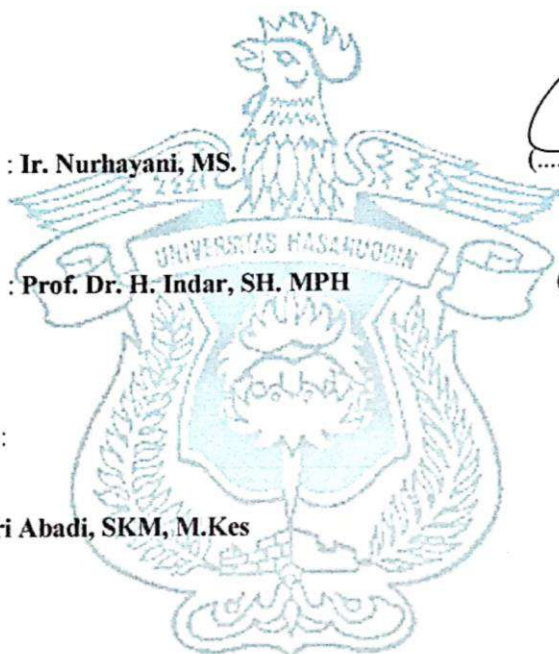 : Ir. Nurhayani, MS.
(....
UNIVERSITAS HASANUDDIN
: Prof. Dr. H. Indar, SH. MPH
(
:
ri Abadi, SKM, M.Kes